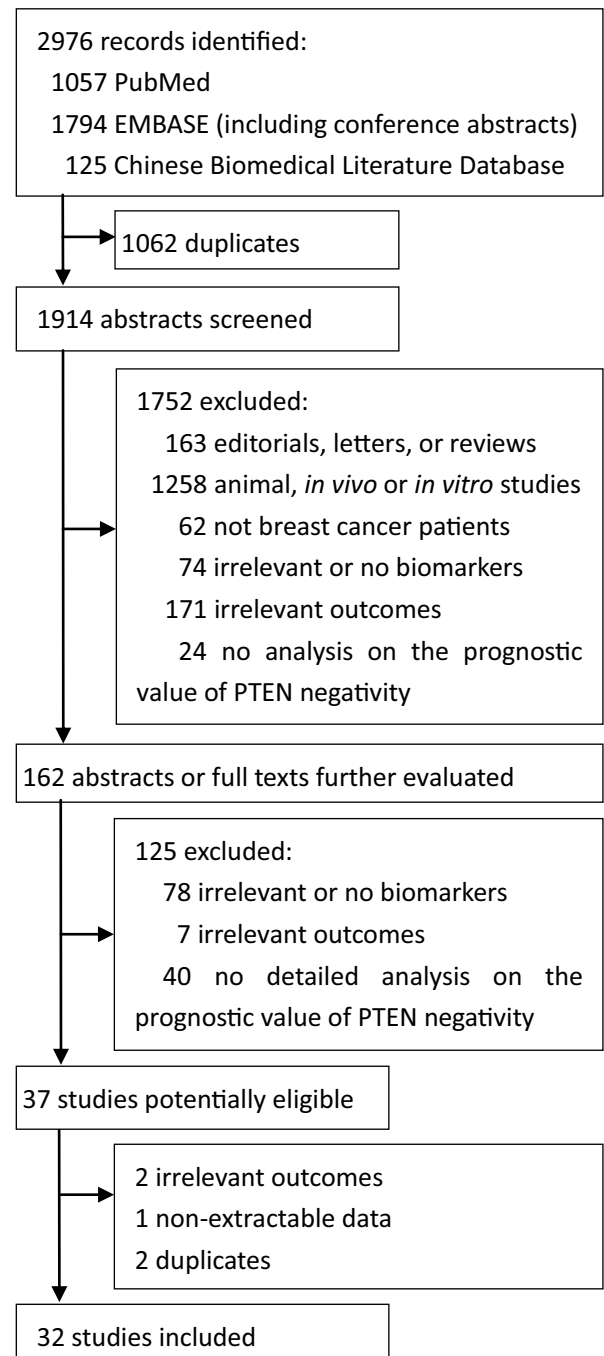 2976 records identified:
1057 PubMed
1794 EMBASE (including conference abstracts)
125 Chinese Biomedical Literature Database
1062 duplicates
1914 abstracts screened
1752 excluded:
163 editorials, letters, or reviews
1258 animal, in vivo or in vitro studies
62 not breast cancer patients
74 irrelevant or no biomarkers
171 irrelevant outcomes
24 no analysis on the prognostic
value of PTEN negativity
162 abstracts or full texts further evaluated
125 excluded:
78 irrelevant or no biomarkers
7 irrelevant outcomes
40 no detailed analysis on the
prognostic value of PTEN negativity
37 studies potentially eligible
2 irrelevant outcomes
1 non-extractable data
2 duplicates
32 studies included